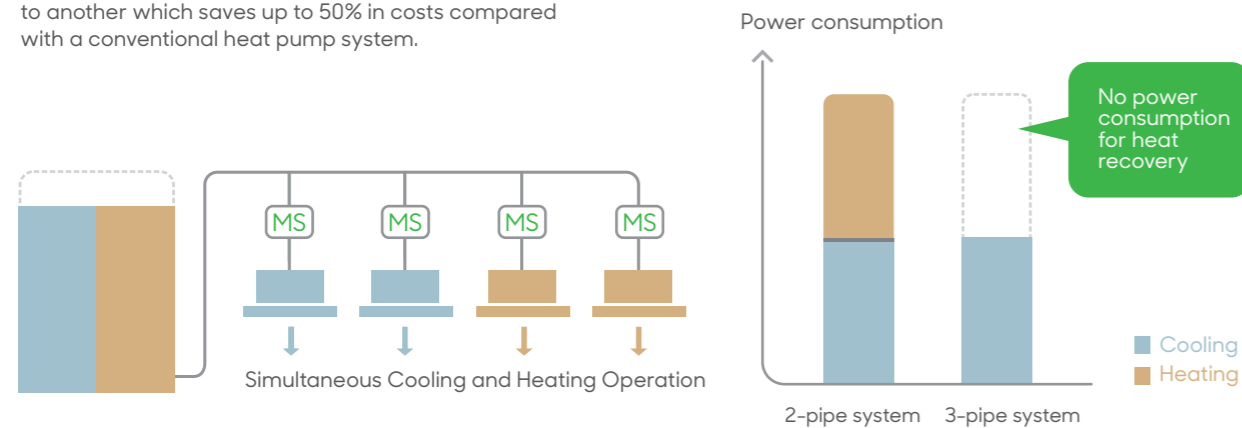 to another which saves up to 50% in costs compared
with a conventional heat pump system.
MS MS MS MS
Simultaneous Cooling and Heating Operation
Power consumption
No power
consumption
for heat
recovery
Cooling
Heating
2-pipe system 3-pipe system